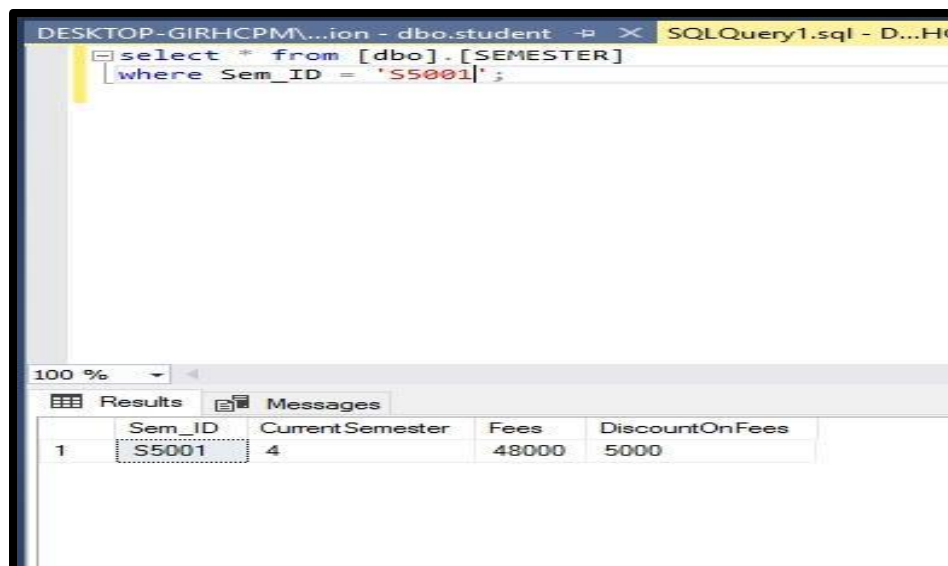 DESKTOP-GIRHCPM\...ion - dbo.student SQLQuery1.sql - D...HO
select * from [dbo].[SEMESTER]
where Sem_ID = 'S5001';
100 %
Results Messages
Sem_ID CurrentSemester Fees DiscountOnFees
1 S5001 4 48000 5000